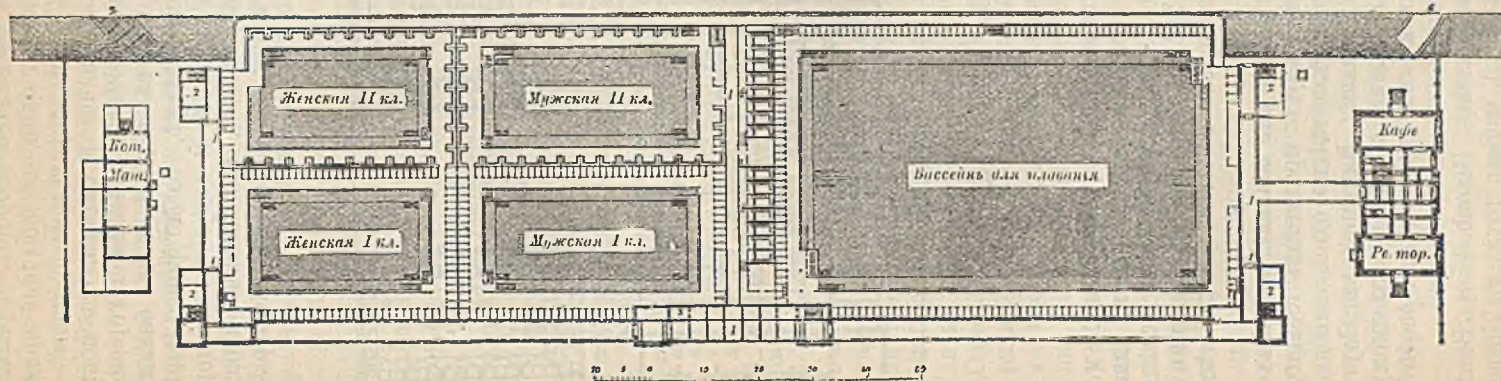 Женская II кл.
Мужская II кл.
Женская I кл.
Мужская I кл.
Бассейнъ для плаванія
Кот.
Маш.
Кафе
Ре. тор.